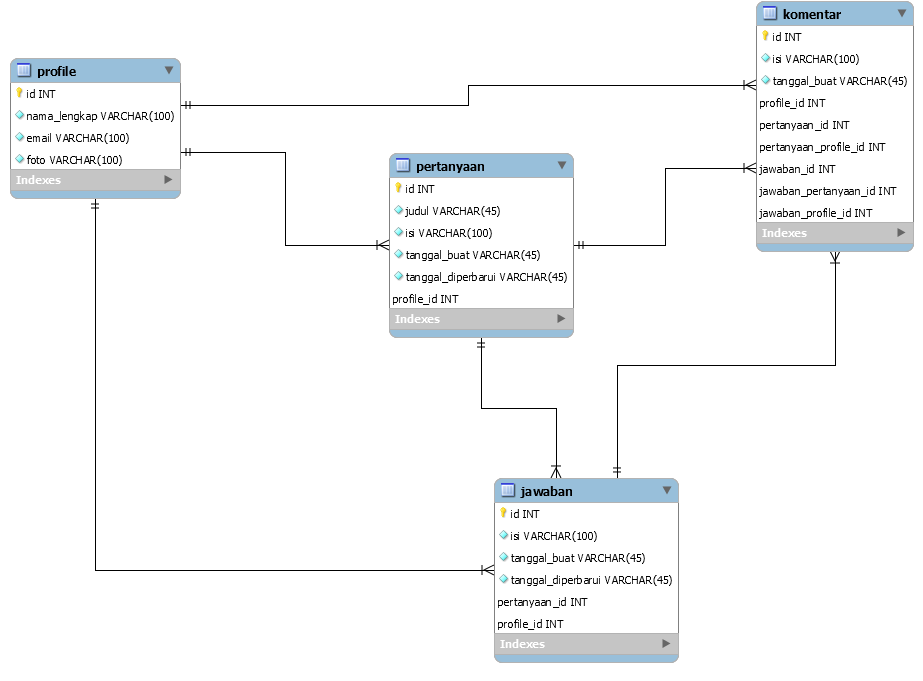 profile
id INT
nama_lengkap VARCHAR(100)
email VARCHAR(100)
foto VARCHAR(100)
Indexes
komentar
id INT
isi VARCHAR(100)
tanggal_buat VARCHAR(45)
profile_id INT
pertanyaan_id INT
pertanyaan_profile_id INT
jawaban_id INT
jawaban_pertanyaan_id INT
jawaban_profile_id INT
Indexes
pertanyaan
id INT
judul VARCHAR(45)
isi VARCHAR(100)
tanggal_buat VARCHAR(45)
tanggal_diperbarui VARCHAR(45)
profile_id INT
Indexes
jawaban
id INT
isi VARCHAR(100)
tanggal_buat VARCHAR(45)
tanggal_diperbarui VARCHAR(45)
pertanyaan_id INT
profile_id INT
Indexes